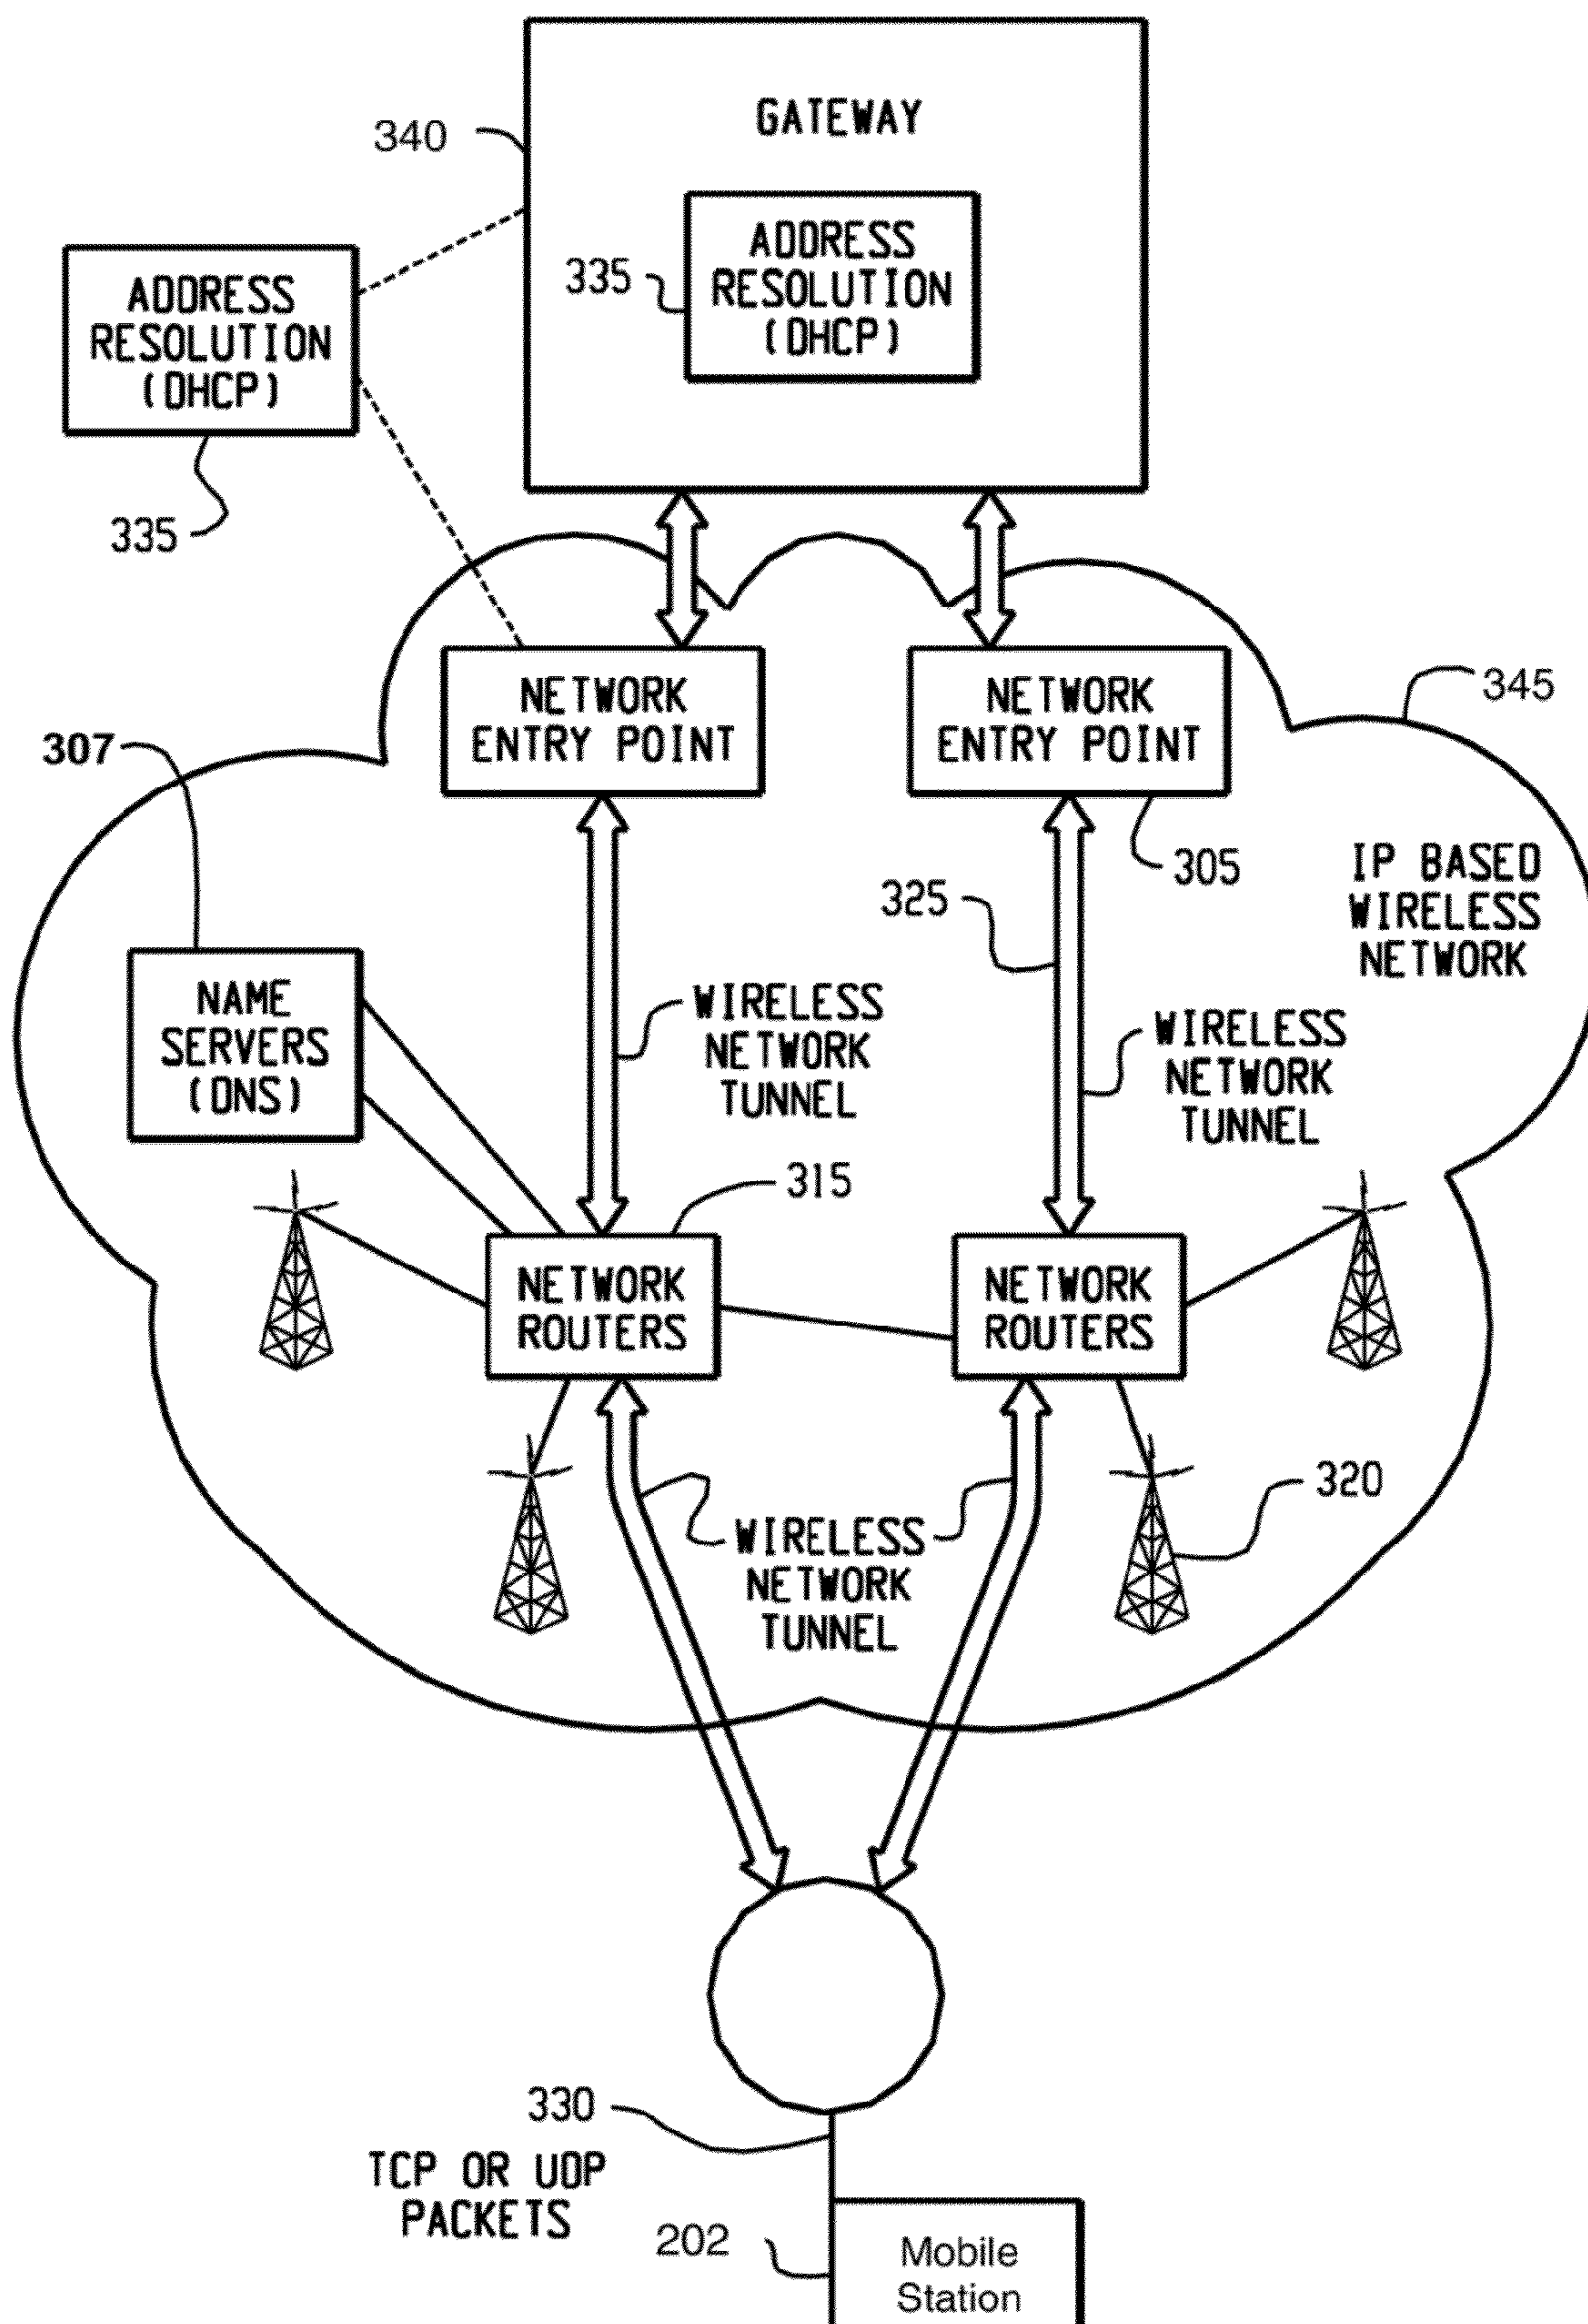 GATEWAY
340
ADDRESS
RESOLUTION
(DHCP)
335
ADDRESS
RESOLUTION
(DHCP)
335
NETWORK
ENTRY POINT
NETWORK
ENTRY POINT
345
307
305
325
IP BASED
WIRELESS
NETWORK
NAME
SERVERS
(DNS)
WIRELESS
NETWORK
TUNNEL
WIRELESS
NETWORK
TUNNEL
315
NETWORK
ROUTERS
NETWORK
ROUTERS
320
WIRELESS
NETWORK
TUNNEL
330
TCP OR UDP
PACKETS
202
Mobile
Station